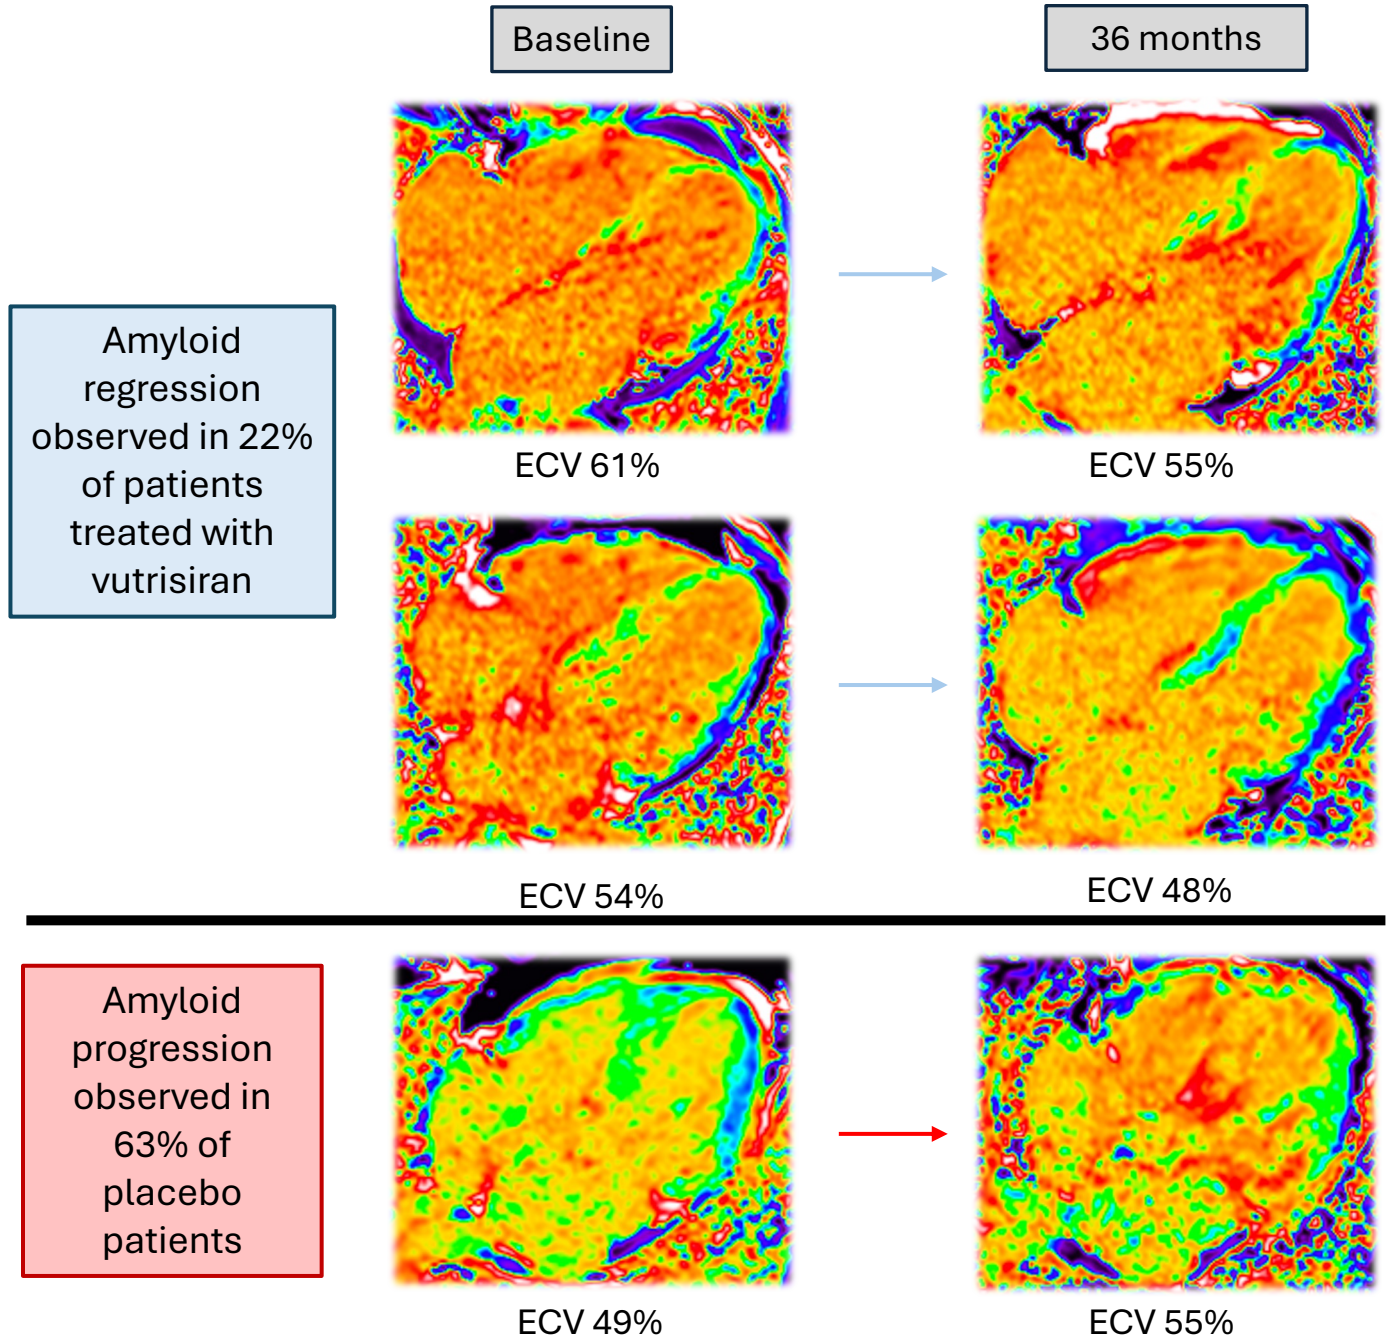 Baseline
36 months
Amyloid
regression
observed in 22%
of patients
treated with
vutrisiran
ECV 61%
ECV 55%
ECV 54%
ECV 48%
Amyloid
progression
observed in
63% of
placebo
patients
ECV 49%
ECV 55%